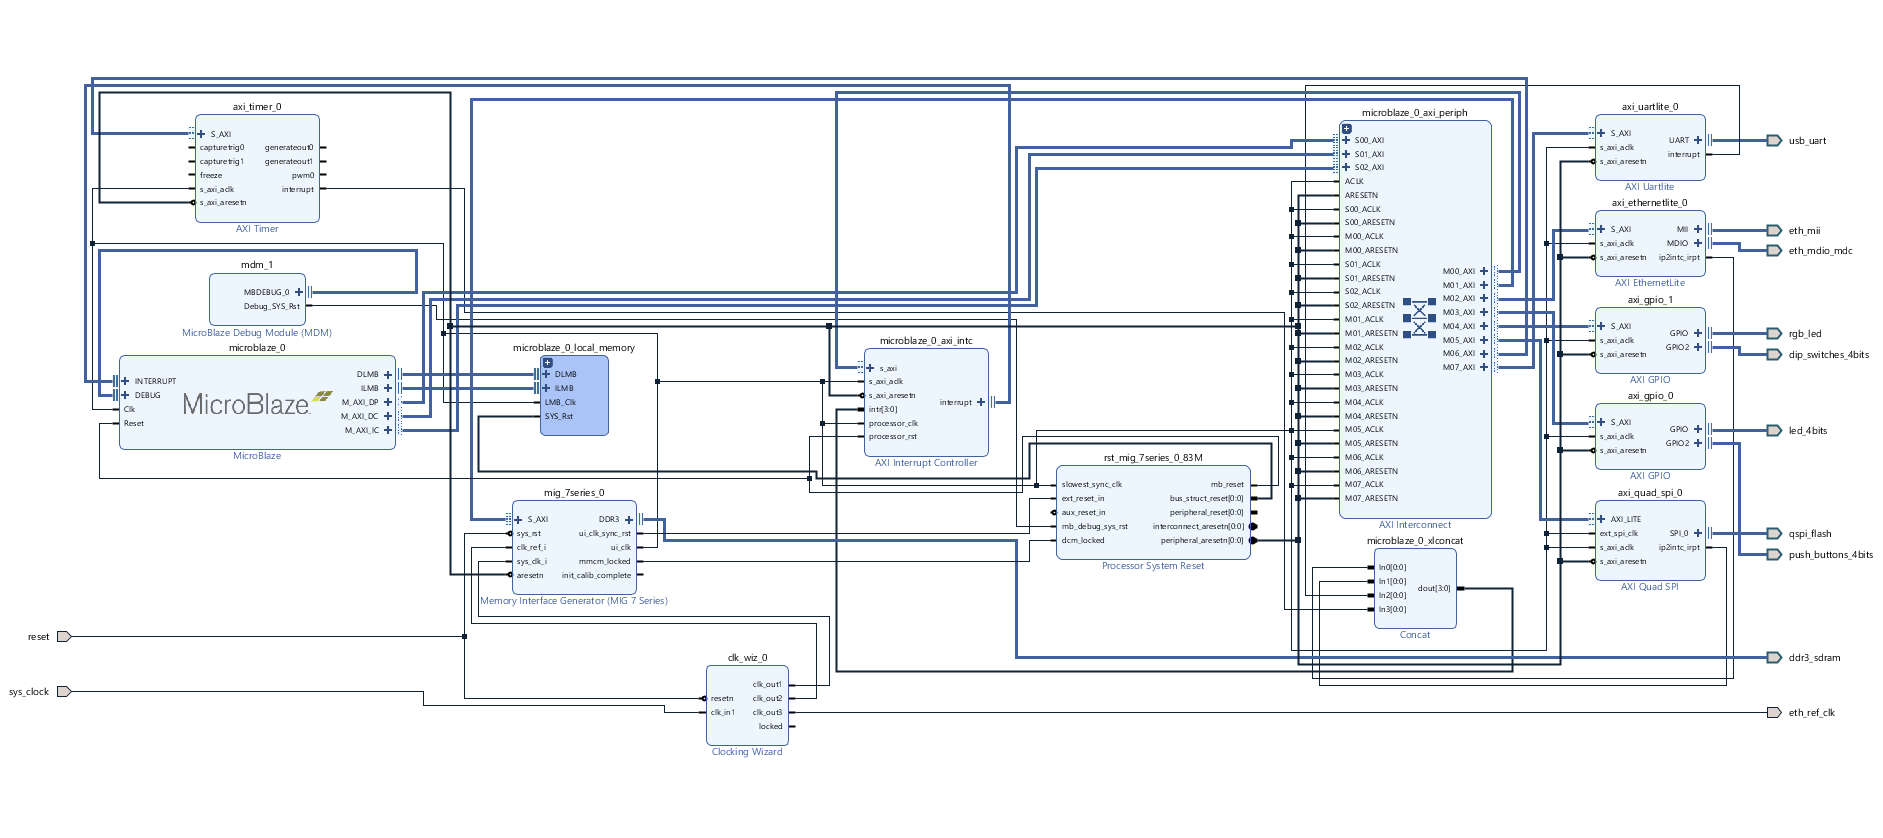 axi_timer_0
S_AXI
capturetrig0
capturetrig1
freeze
s_axi_aclk
s_axi_aresetn
generateout0
generateout1
pwm0
interrupt
AXI Timer
mdm_1
MBDEBUG_0
Debug_SYS_Rst
MicroBlaze Debug Module (MDM)
microblaze_0
INTERRUPT
DEBUG
Clk
Reset
MicroBlaze
DLMB
ILMB
M_AXI_DP
M_AXI_DC
M_AXI_IC
MicroBlaze
microblaze_0_local_memory
DLMB
ILMB
LMB_Clk
SYS_Rst
mig_7series_0
S_AXI
sys_rst
clk_ref_i
sys_clk_i
aresetn
DDR3
ui_clk_sync_rst
ui_clk
mmcm_locked
init_calib_complete
Memory Interface Generator (MIG 7 Series)
reset
sys_clock
clk_wiz_0
resetn
clk_in1
clk_out1
clk_out2
clk_out3
locked
Clocking Wizard
microblaze_0_axi_intc
s_axi
s_axi_aclk
s_axi_aresetn
intr[3:0]
processor_clk
processor_rst
interrupt
AXI Interrupt Controller
rst_mig_7series_0_83M
slowest_sync_clk
ext_reset_in
aux_reset_in
mb_debug_sys_rst
dcm_locked
mb_reset
bus_struct_reset[0:0]
peripheral_reset[0:0]
interconnect_aresetn[0:0]
peripheral_aresetn[0:0]
Processor System Reset
microblaze_0_axi_periph
S00_AXI
S01_AXI
S02_AXI
ACLK
ARESETN
S00_ACLK
S00_ARESETN
M00_ACLK
M00_ARESETN
S01_ACLK
S01_ARESETN
S02_ACLK
S02_ARESETN
M01_ACLK
M01_ARESETN
M02_ACLK
M02_ARESETN
M03_ACLK
M03_ARESETN
M04_ACLK
M04_ARESETN
M05_ACLK
M05_ARESETN
M06_ACLK
M06_ARESETN
M07_ACLK
M07_ARESETN
M00_AXI
M01_AXI
M02_AXI
M03_AXI
M04_AXI
M05_AXI
M06_AXI
M07_AXI
AXI Interconnect
microblaze_0_xlconcat
In0[0:0]
In1[0:0]
In2[0:0]
In3[0:0]
dout[3:0]
Concat
axi_uartlite_0
S_AXI
s_axi_aclk
s_axi_aresetn
UART
interrupt
AXI Uartlite
axi_ethernetlite_0
S_AXI
s_axi_aclk
s_axi_aresetn
MII
MDIO
ip2intc_irpt
AXI EthernetLite
axi_gpio_1
S_AXI
s_axi_aclk
s_axi_aresetn
GPIO
GPIO2
AXI GPIO
axi_gpio_0
S_AXI
s_axi_aclk
s_axi_aresetn
GPIO
GPIO2
AXI GPIO
axi_quad_spi_0
AXI_LITE
ext_spi_clk
s_axi_aclk
s_axi_aresetn
SPI_0
ip2intc_irpt
AXI Quad SPI
usb_uart
eth_mii
eth_mdio_mdc
rgb_led
dip_switches_4bits
led_4bits
qspi_flash
push_buttons_4bits
ddr3_sdram
eth_ref_clk